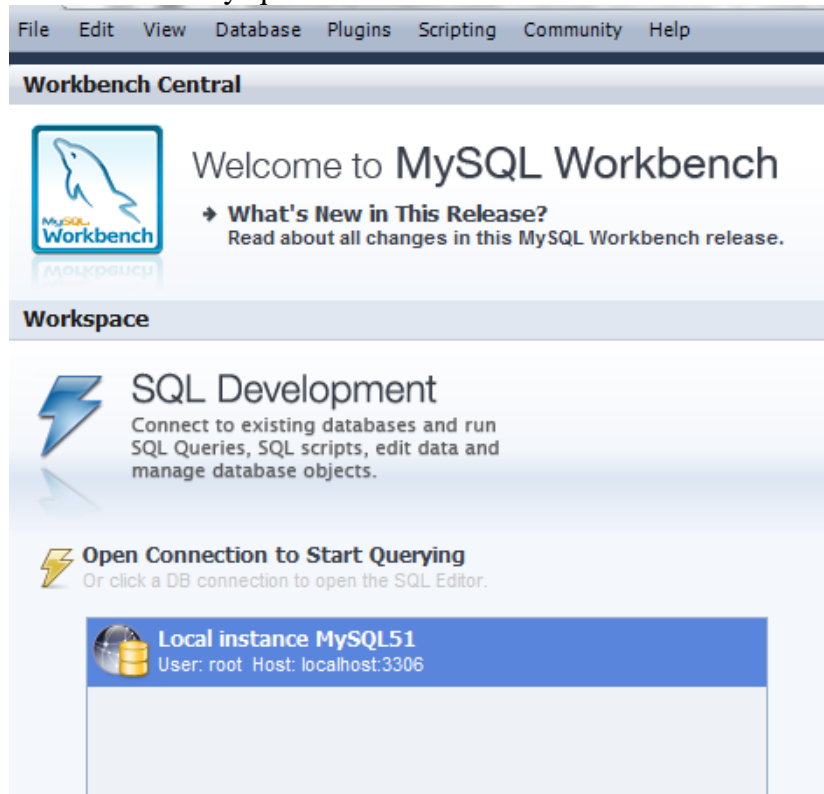 File Edit View Database Plugins Scripting Community Help
Workbench Central
Welcome to MySQL Workbench
What's New in This Release?
Read about all changes in this MySQL Workbench release.
MySQL
Workbench
Workspace
SQL Development
Connect to existing databases and run
SQL Queries, SQL scripts, edit data and
manage database objects.
Open Connection to Start Querying
Or click a DB connection to open the SQL Editor.
Local instance MySQL51
User: root Host: localhost:3306